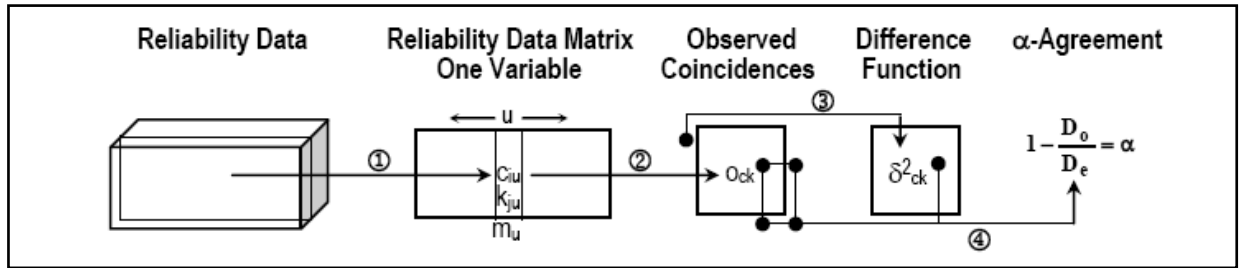 Reliability Data
Reliability Data Matrix
One Variable
Observed
Coincidences
Difference
Function
α-Agreement
← u →
①
c_iu
k_ju
m_u
②
o_ck
③
δ²_ck
④
1 - D_o/D_e = α